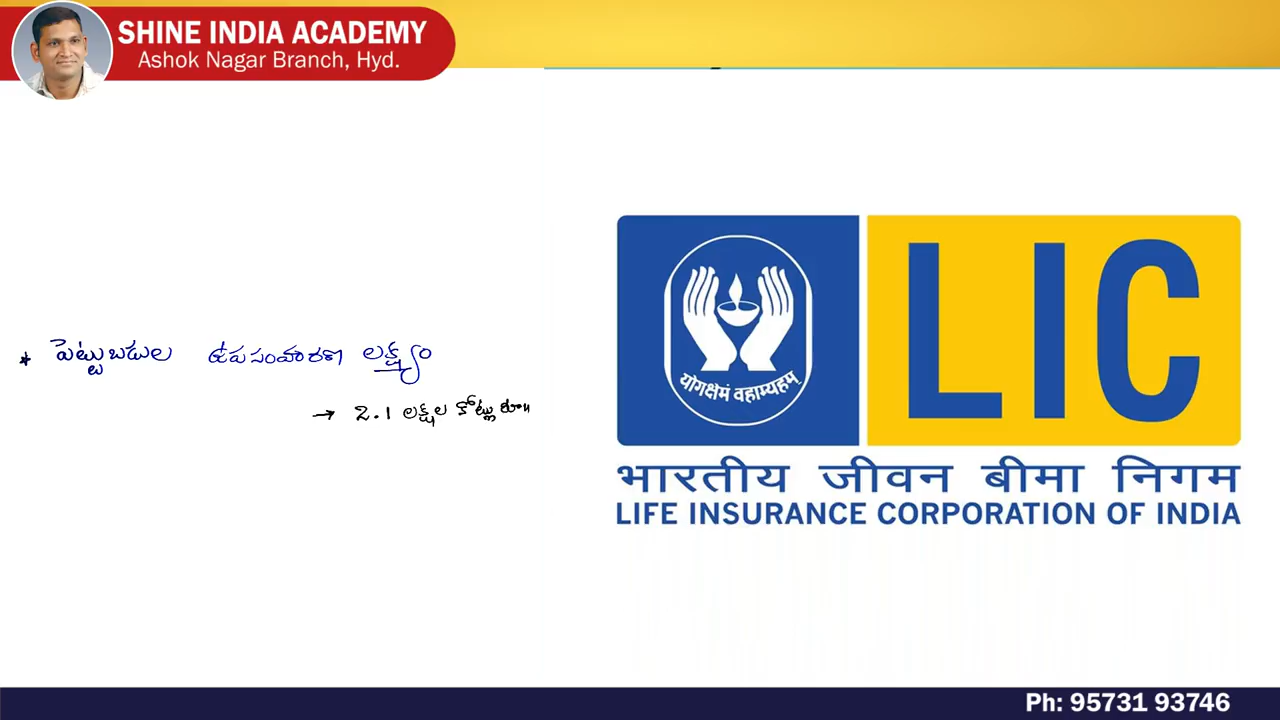 SHINE INDIA ACADEMY
Ashok Nagar Branch, Hyd.
* పెట్టుబడుల ఉపసంహారణ లక్ష్యం
→ 2.1 లక్షల కోట్లు
योगक्षेमं वहाम्यहम्
LIC
भारतीय जीवन बीमा निगम
LIFE INSURANCE CORPORATION OF INDIA
Ph: 95731 93746